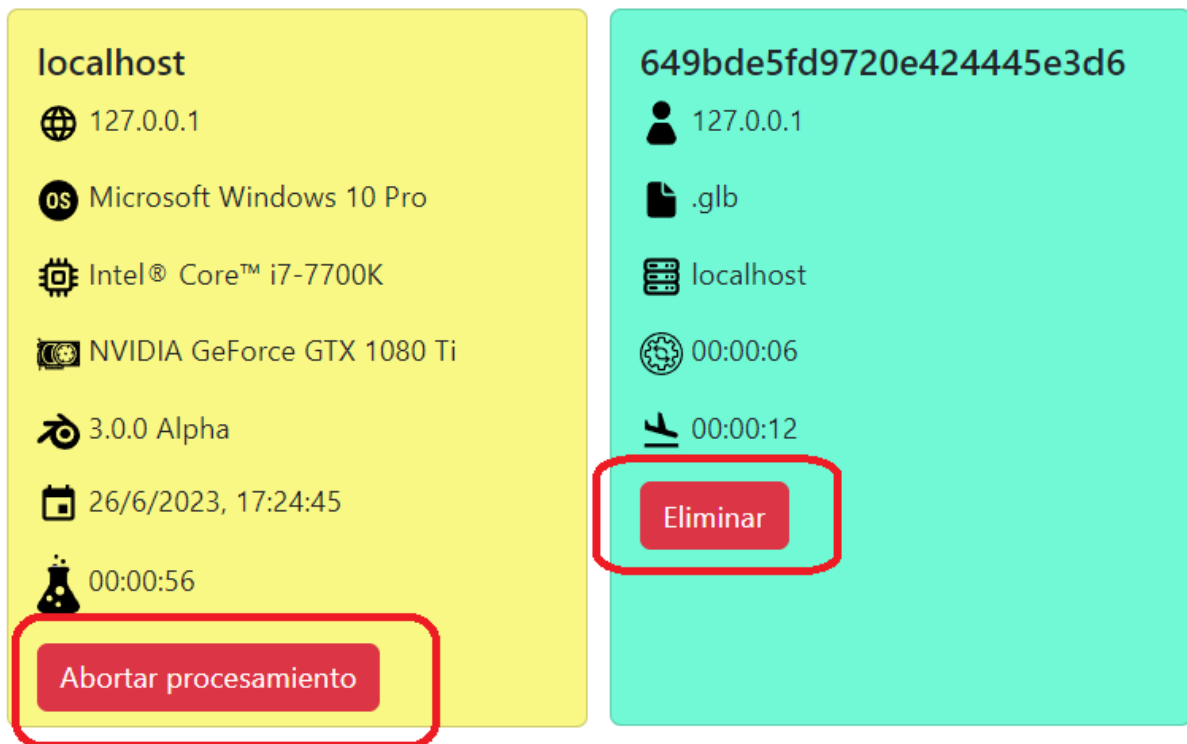 localhost
127.0.0.1
OS Microsoft Windows 10 Pro
Intel® Core™ i7-7700K
NVIDIA GeForce GTX 1080 Ti
3.0.0 Alpha
26/6/2023, 17:24:45
00:00:56
Abortar procesamiento
649bde5fd9720e424445e3d6
127.0.0.1
.glb
localhost
00:00:06
00:00:12
Eliminar